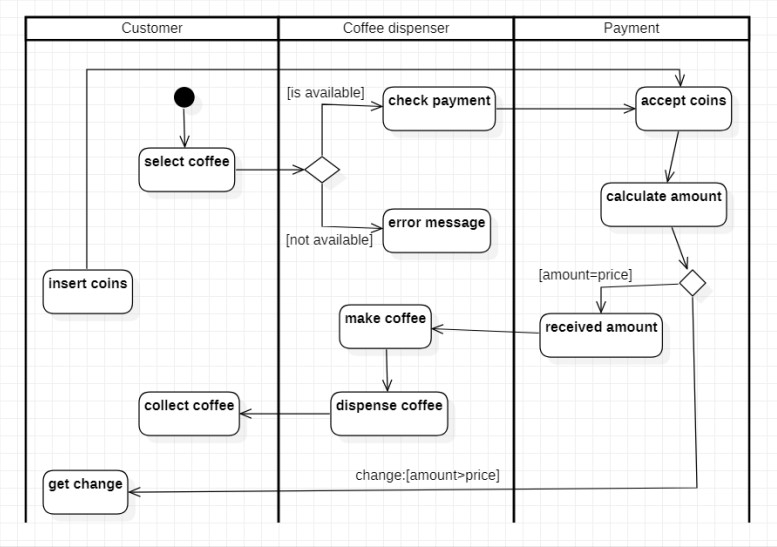 Customer
Coffee dispenser
Payment
[is available]
check payment
accept coins
select coffee
calculate amount
error message
[not available]
insert coins
[amount=price]
make coffee
received amount
collect coffee
dispense coffee
get change
change:[amount>price]